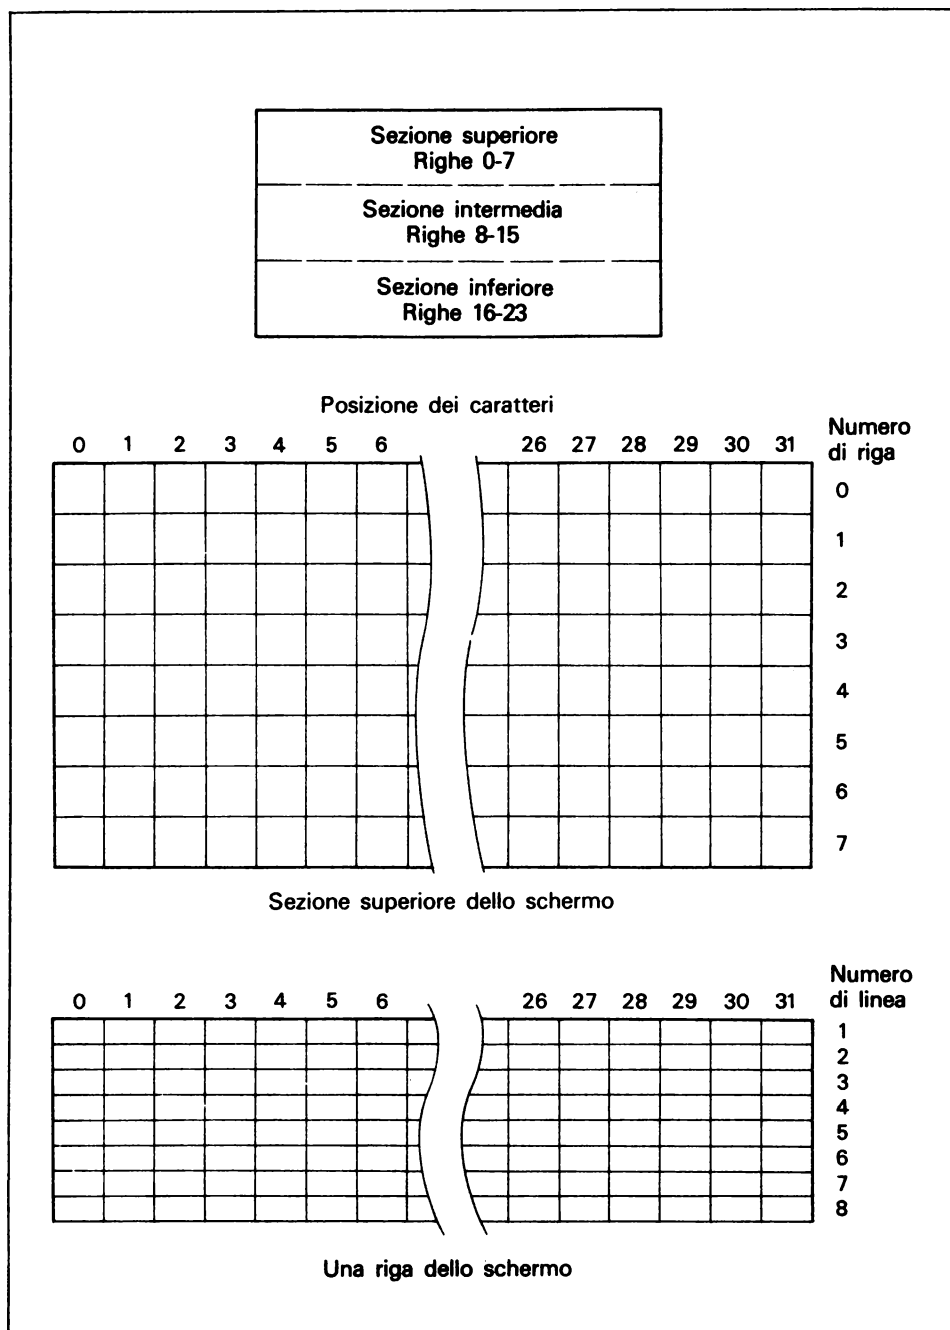 Sezione superiore
Righe 0-7
Sezione intermedia
Righe 8-15
Sezione inferiore
Righe 16-23
Posizione dei caratteri
Numero
di riga
0 1 2 3 4 5 6 26 27 28 29 30 31
0
1
2
3
4
5
6
7
Sezione superiore dello schermo
Numero
di linea
0 1 2 3 4 5 6 26 27 28 29 30 31
1
2
3
4
5
6
7
8
Una riga dello schermo